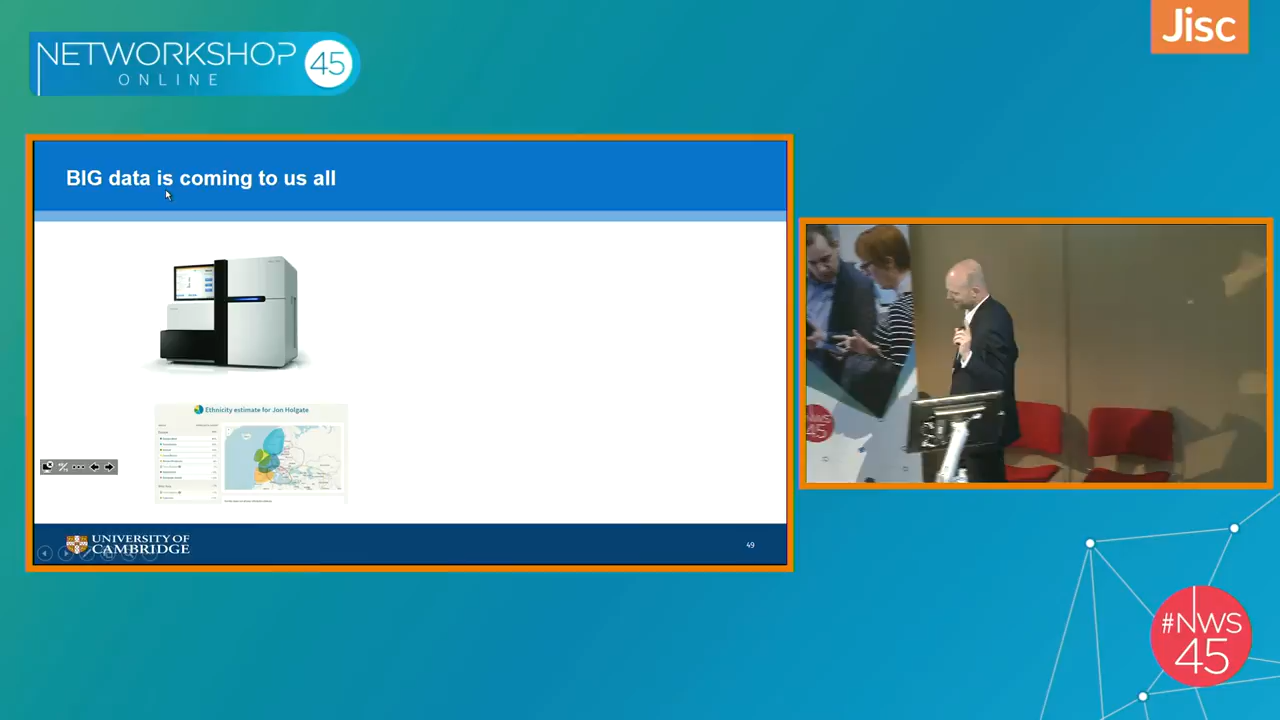 NETWORKSHOP
ONLINE
45
Jisc
BIG data is coming to us all
Ethnicity estimate for Jon Holgate
UNIVERSITY OF
CAMBRIDGE
49
45
#NWS
45